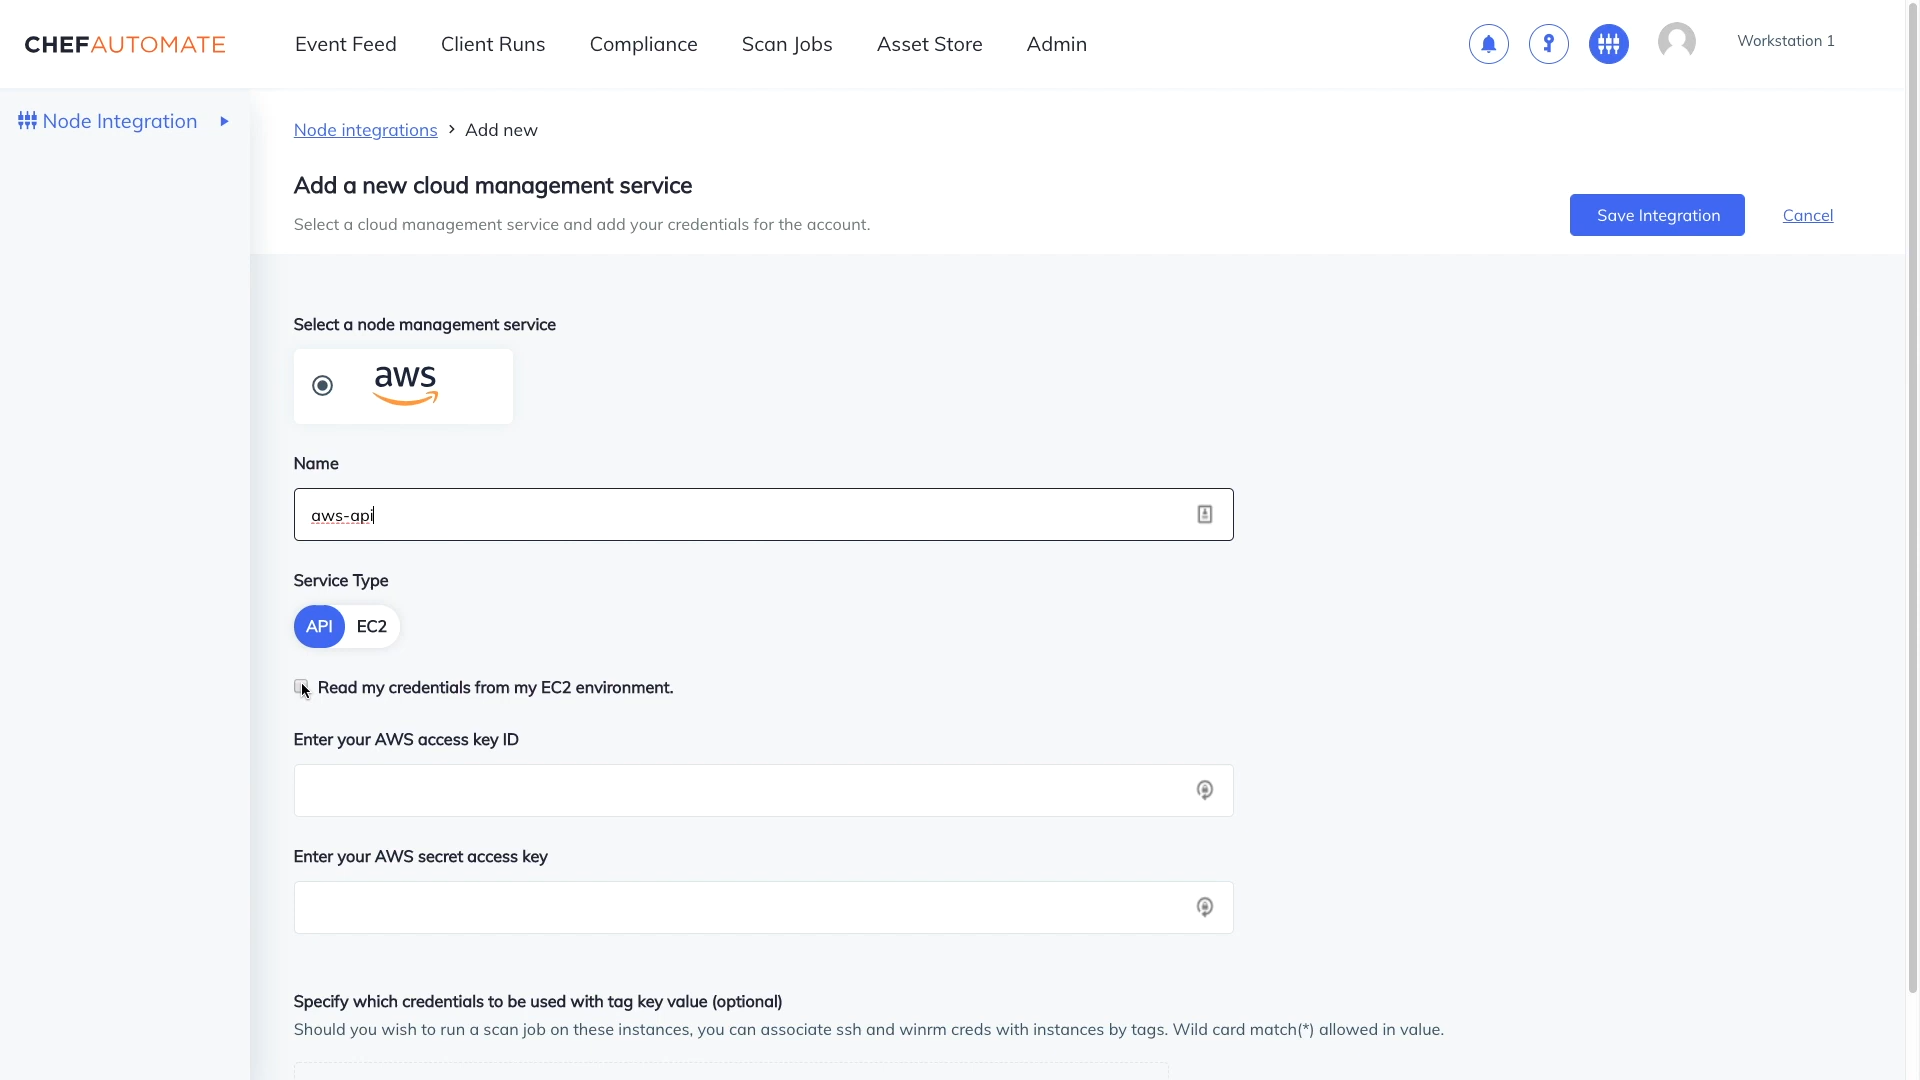 CHEFAUTOMATE
Event Feed
Client Runs
Compliance
Scan Jobs
Asset Store
Admin
Workstation 1
Node Integration
Node integrations > Add new
Add a new cloud management service
Select a cloud management service and add your credentials for the account.
Save Integration
Cancel
Select a node management service
aws
Name
aws-api
Service Type
API
EC2
Read my credentials from my EC2 environment.
Enter your AWS access key ID
Enter your AWS secret access key
Specify which credentials to be used with tag key value (optional)
Should you wish to run a scan job on these instances, you can associate ssh and winrm creds with instances by tags. Wild card match(*) allowed in value.